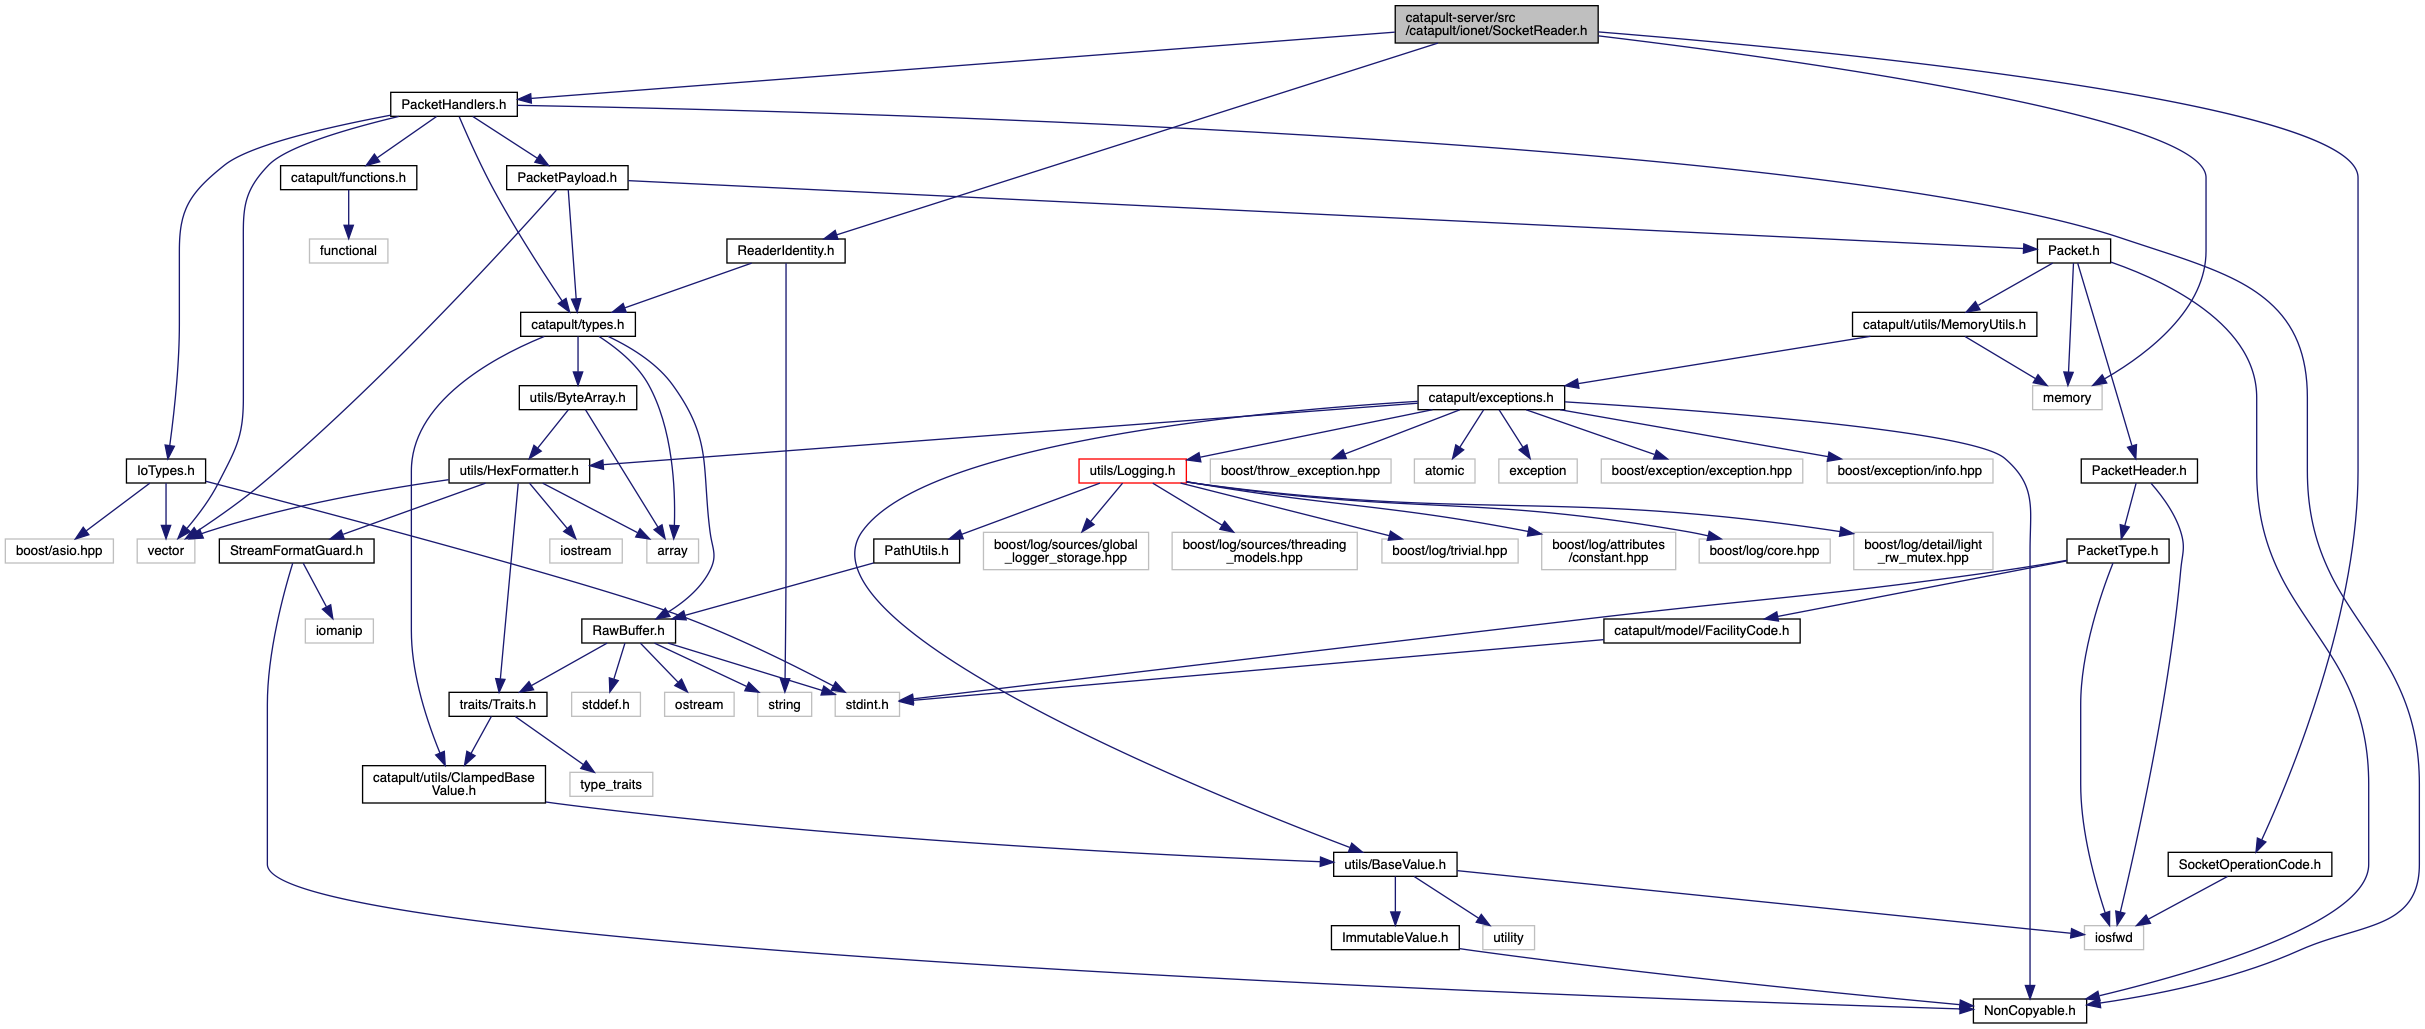 catapult-server/src
/catapult/ionet/SocketReader.h
PacketHandlers.h
catapult/functions.h
PacketPayload.h
functional
ReaderIdentity.h
Packet.h
catapult/types.h
catapult/utils/MemoryUtils.h
utils/ByteArray.h
catapult/exceptions.h
memory
IoTypes.h
utils/HexFormatter.h
utils/Logging.h
boost/throw_exception.hpp
atomic
exception
boost/exception/exception.hpp
boost/exception/info.hpp
PacketHeader.h
boost/asio.hpp
vector
StreamFormatGuard.h
iostream
array
PathUtils.h
boost/log/sources/global
_logger_storage.hpp
boost/log/sources/threading
_models.hpp
boost/log/trivial.hpp
boost/log/attributes
/constant.hpp
boost/log/core.hpp
boost/log/detail/light
_rw_mutex.hpp
PacketType.h
iomanip
RawBuffer.h
catapult/model/FacilityCode.h
traits/Traits.h
stddef.h
ostream
string
stdint.h
catapult/utils/ClampedBase
Value.h
type_traits
utils/BaseValue.h
SocketOperationCode.h
ImmutableValue.h
utility
iosfwd
NonCopyable.h